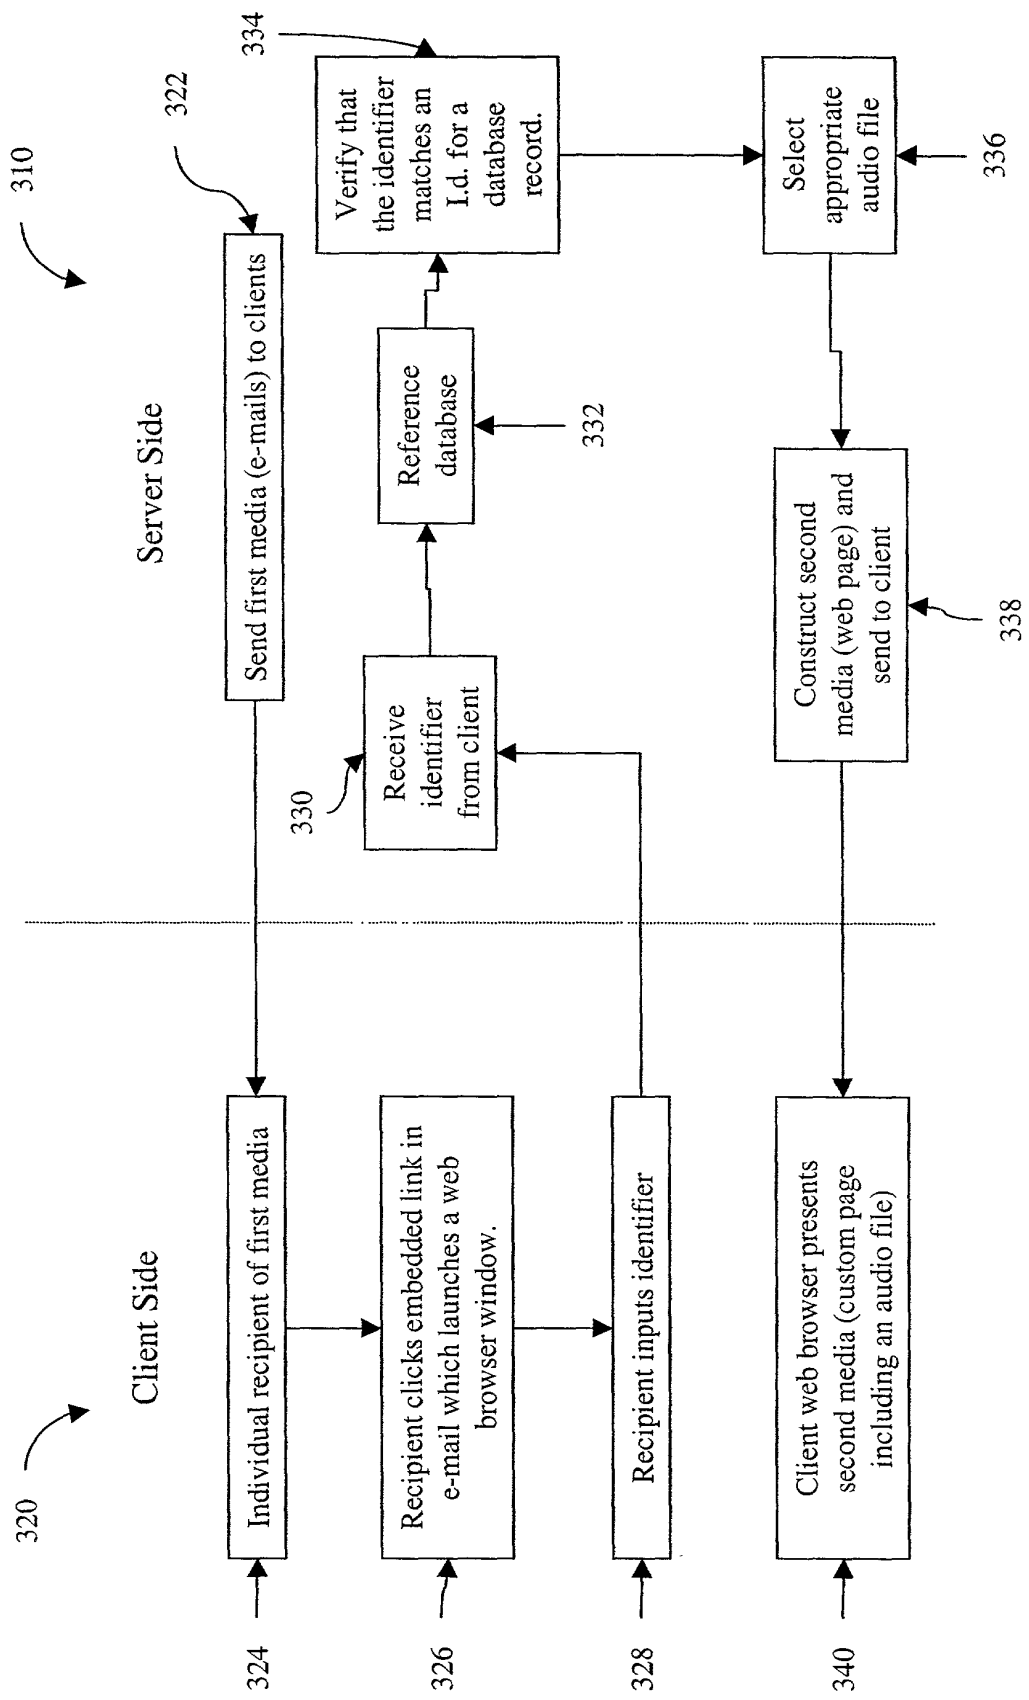 320
310
Client Side
Server Side
322
334
324
Individual recipient of first media
Send first media (e-mails) to clients
326
Recipient clicks embedded link in
e-mail which launches a web
browser window.
330
Receive
identifier
from client
Reference
database
332
Verify that
the identifier
matches an
I.d. for a
database
record.
328
Recipient inputs identifier
340
Client web browser presents
second media (custom page
including an audio file)
Construct second
media (web page) and
send to client
338
Select
appropriate
audio file
336